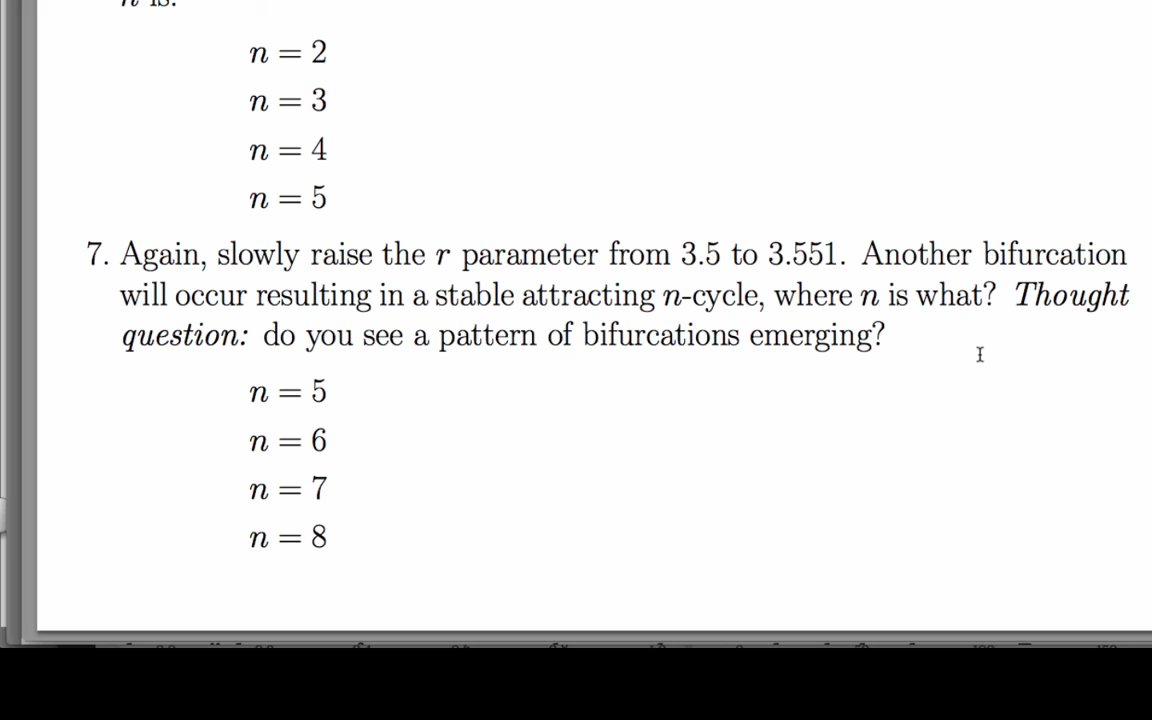 n is:
n = 2
n = 3
n = 4
n = 5
7. Again, slowly raise the r parameter from 3.5 to 3.551. Another bifurcation
will occur resulting in a stable attracting n-cycle, where n is what? Thought
question: do you see a pattern of bifurcations emerging?
n = 5
n = 6
n = 7
n = 8